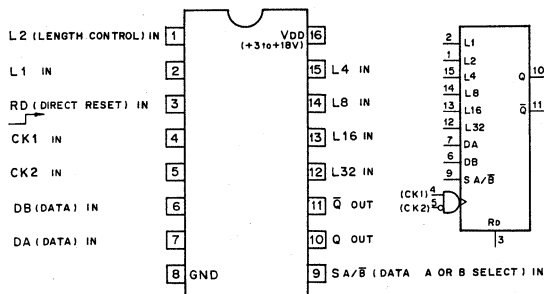 L2 (LENGTH CONTROL) IN 1
L1 IN 2
RD (DIRECT RESET) IN 3
CK1 IN 4
CK2 IN 5
DB (DATA) IN 6
DA (DATA) IN 7
8 GND
VDD 16
(+3to+18V)
15 L4 IN
14 L8 IN
13 L16 IN
12 L32 IN
11 Q̅ OUT
10 Q OUT
9 SA/B̅ (DATA A OR B SELECT) IN
2 L1
1 L2
15 L4 Q 10
14 L8
13 L16 Q̅ 11
12 L32
7 DA
6 DB
9 SA/B̅
(CK1) 4
(CK2) 5
RD
3